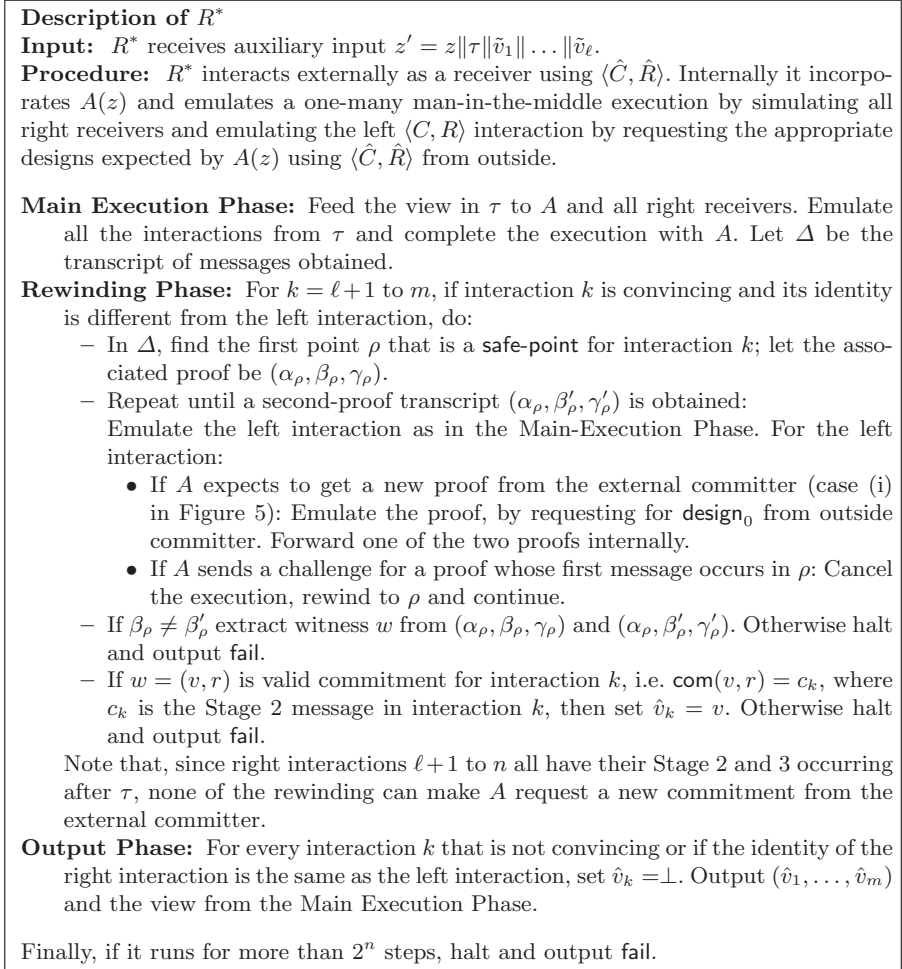 Description of R*
Input: R* receives auxiliary input z′ = z∥τ∥ṽ₁∥ . . . ∥ṽ_ℓ.
Procedure: R* interacts externally as a receiver using ⟨Ĉ, R̂⟩. Internally it incorpo-
rates A(z) and emulates a one-many man-in-the-middle execution by simulating all
right receivers and emulating the left ⟨C, R⟩ interaction by requesting the appropriate
designs expected by A(z) using ⟨Ĉ, R̂⟩ from outside.
Main Execution Phase: Feed the view in τ to A and all right receivers. Emulate
all the interactions from τ and complete the execution with A. Let Δ be the
transcript of messages obtained.
Rewinding Phase: For k = ℓ+1 to m, if interaction k is convincing and its identity
is different from the left interaction, do:
– In Δ, find the first point ρ that is a safe-point for interaction k; let the asso-
ciated proof be (α_ρ, β_ρ, γ_ρ).
– Repeat until a second-proof transcript (α_ρ, β′_ρ, γ′_ρ) is obtained:
Emulate the left interaction as in the Main-Execution Phase. For the left
interaction:
• If A expects to get a new proof from the external committer (case (i)
in Figure 5): Emulate the proof, by requesting for design₀ from outside
committer. Forward one of the two proofs internally.
• If A sends a challenge for a proof whose first message occurs in ρ: Cancel
the execution, rewind to ρ and continue.
– If β_ρ ≠ β′_ρ extract witness w from (α_ρ, β_ρ, γ_ρ) and (α_ρ, β′_ρ, γ′_ρ). Otherwise halt
and output fail.
– If w = (v, r) is valid commitment for interaction k, i.e. com(v, r) = c_k, where
c_k is the Stage 2 message in interaction k, then set v̂_k = v. Otherwise halt
and output fail.
Note that, since right interactions ℓ+1 to n all have their Stage 2 and 3 occurring
after τ, none of the rewinding can make A request a new commitment from the
external committer.
Output Phase: For every interaction k that is not convincing or if the identity of the
right interaction is the same as the left interaction, set v̂_k =⊥. Output (v̂₁, . . . , v̂_m)
and the view from the Main Execution Phase.
Finally, if it runs for more than 2ⁿ steps, halt and output fail.